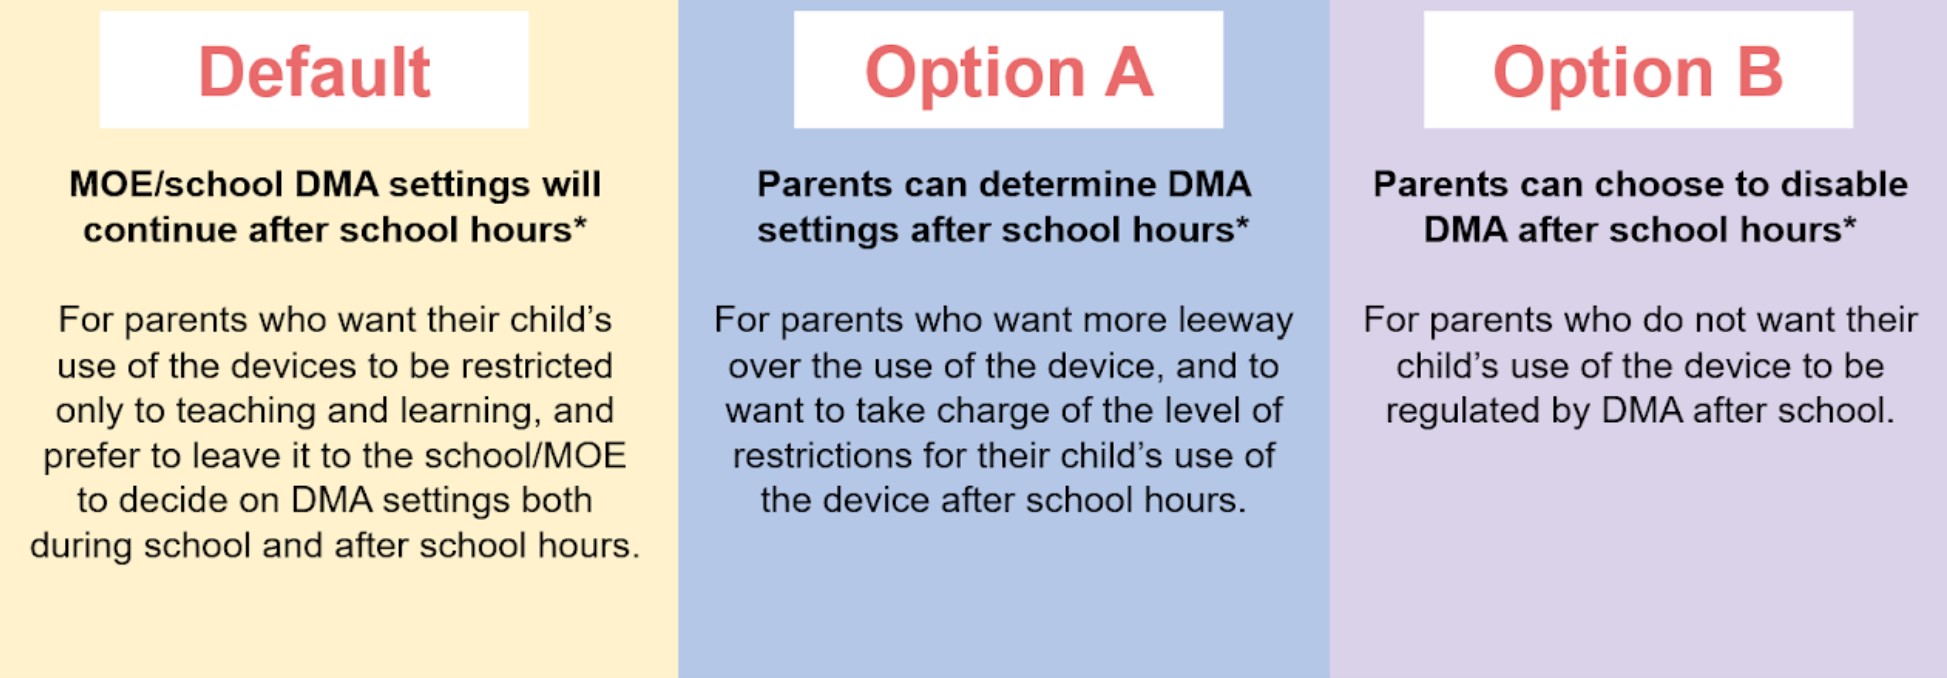 Default
MOE/school DMA settings will
continue after school hours*
For parents who want their child’s
use of the devices to be restricted
only to teaching and learning, and
prefer to leave it to the school/MOE
to decide on DMA settings both
during school and after school hours.
Option A
Parents can determine DMA
settings after school hours*
For parents who want more leeway
over the use of the device, and to
want to take charge of the level of
restrictions for their child’s use of
the device after school hours.
Option B
Parents can choose to disable
DMA after school hours*
For parents who do not want their
child’s use of the device to be
regulated by DMA after school.